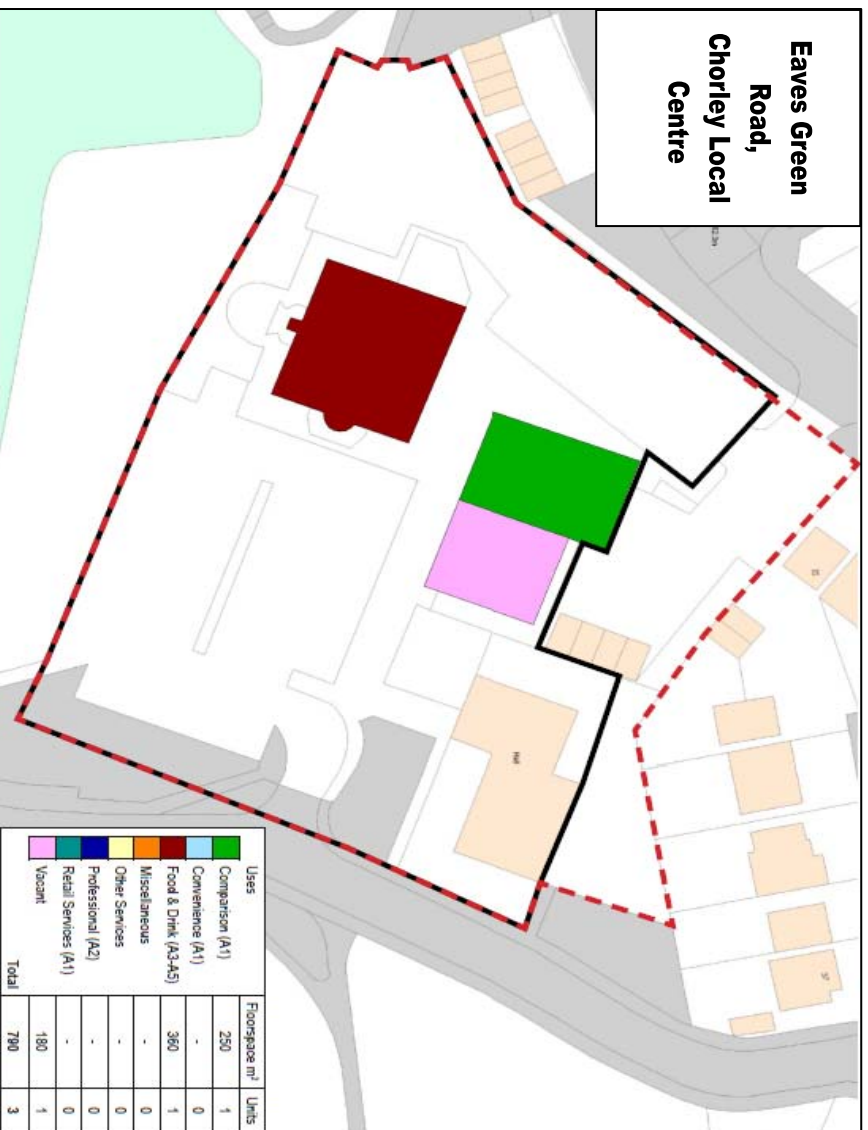 Eaves Green
Road,
Chorley Local
Centre
Hall
37
Uses Floorspace m² Units
Comparison (A1) 250 1
Convenience (A1) - 0
Food & Drink (A3-A5) 360 1
Miscellaneous - 0
Other Services - 0
Professional (A2) - 0
Retail Services (A1) - 0
Vacant 180 1
Total 790 3